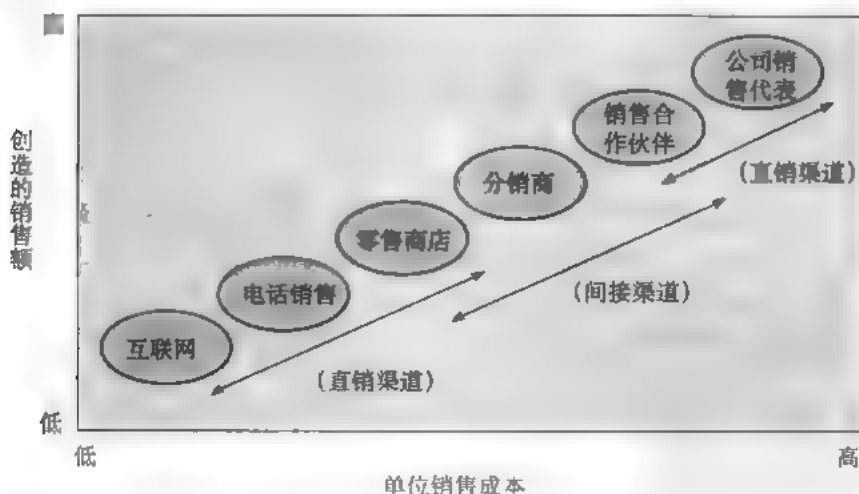 公司销
售代表
销售合
作伙伴
(直销渠道)
创造的销售额
分销商
零售商店
(间接渠道)
电话销售
互联网
(直销渠道)
低
低
高
单位销售成本